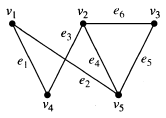 v₁ v₂ e₆ v₃
e₁ e₃ e₄ e₅
e₂
v₄ v₅